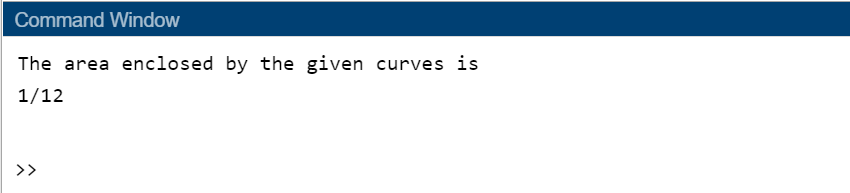 Command Window
The area enclosed by the given curves is
1/12
>>